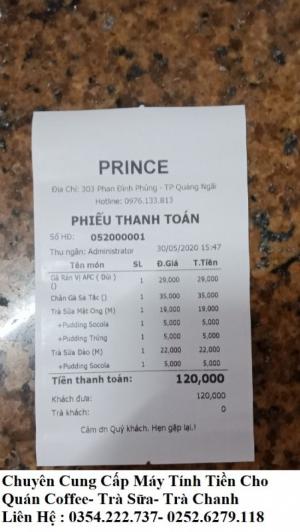 PRINCE
Địa Chỉ: 303 Phan Đình Phùng - TP Quảng Ngãi
Hotline: 0976.133.813
PHIẾU THANH TOÁN
Số HĐ: 052000001
Thu ngân: Administrator 30/05/2020 15:47
Tên món SL Đ.Giá T.Tiền
Gà Rán Vị APC ( Đùi ) 1 29,000 29,000
()
Chân Gà Sả Tắc () 1 35,000 35,000
Trà Sữa Mật Ong (M) 1 19,000 19,000
+Pudding Socola 1 5,000 5,000
+Pudding Trứng 1 5,000 5,000
Trà Sữa Dào (M) 1 22,000 22,000
+Pudding Socola 1 5,000 5,000
Tiền thanh toán: 120,000
Khách đưa: 120,000
Trả khách: 0
Cảm ơn Quý khách. Hẹn gặp lại.!
Chuyên Cung Cấp Máy Tính Tiền Cho
Quán Coffee- Trà Sữa- Trà Chanh
Liên Hệ : 0354.222.737- 0252.6279.118